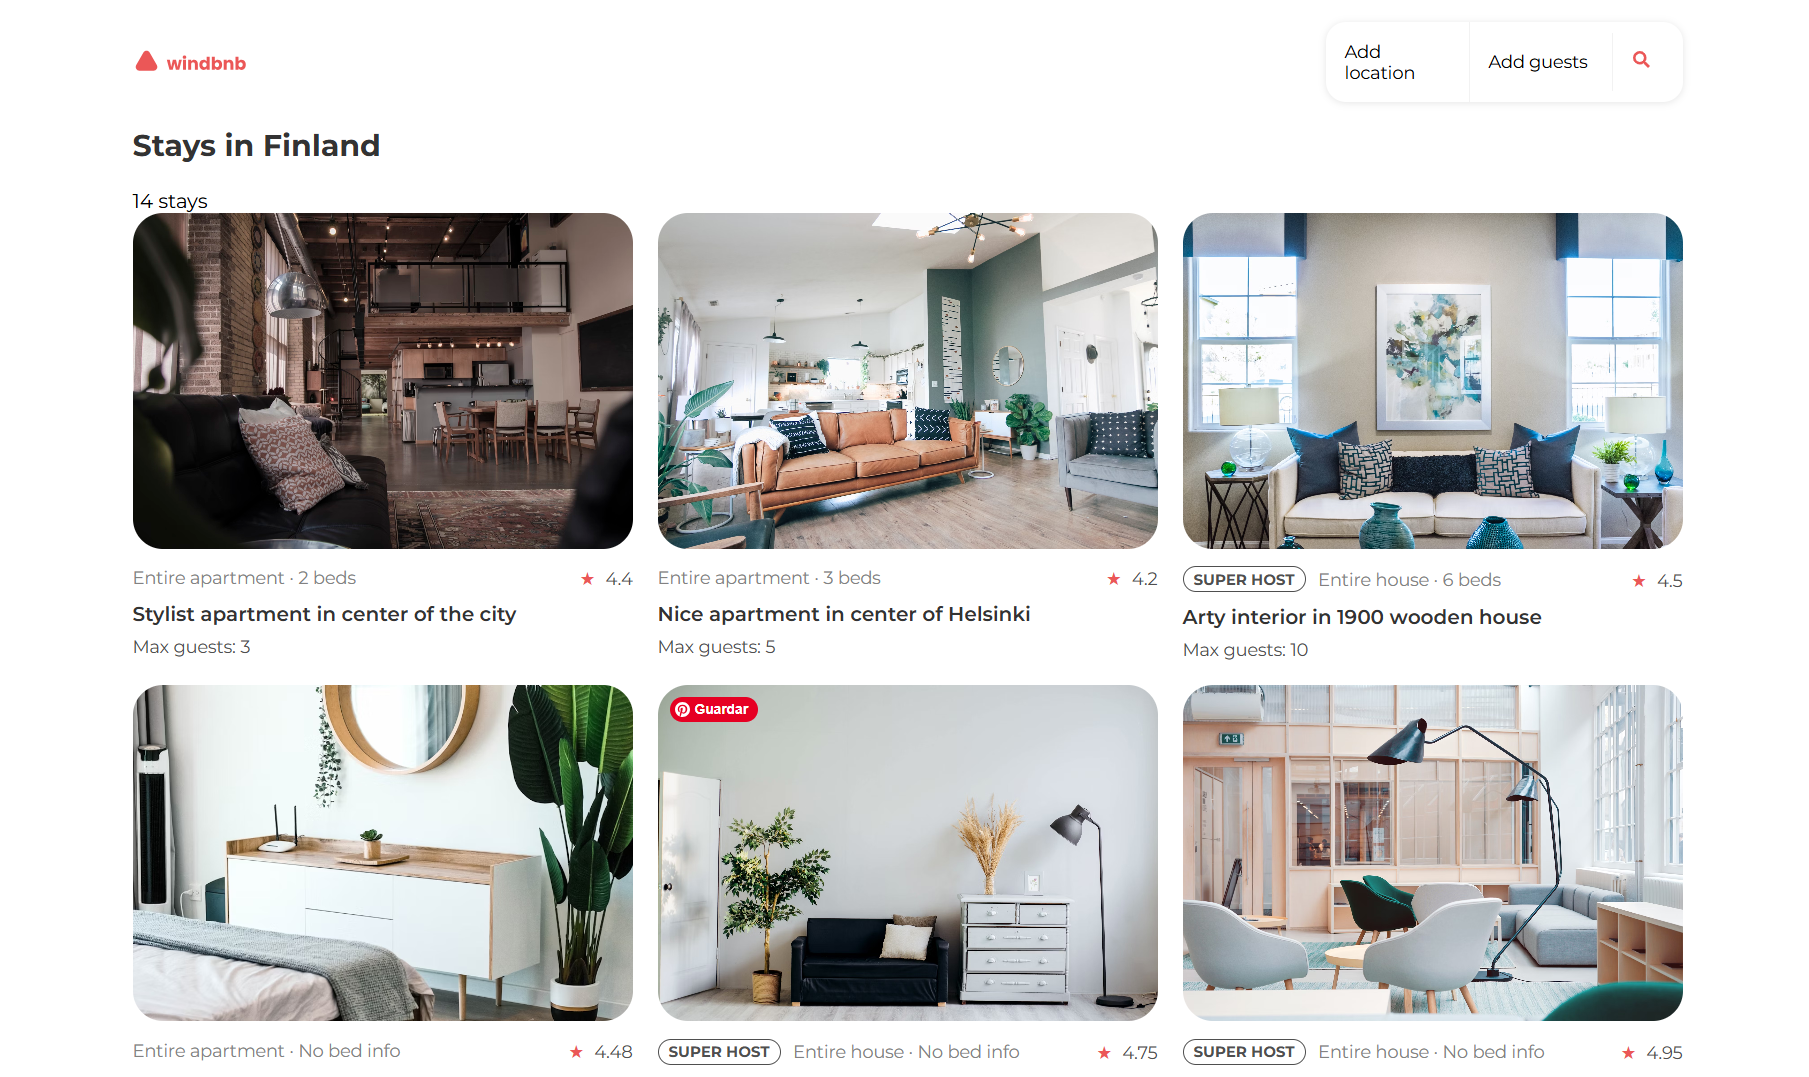 windbnb
Add
location
Add guests
Stays in Finland
14 stays
Entire apartment · 2 beds
★ 4.4
Stylist apartment in center of the city
Max guests: 3
Entire apartment · 3 beds
★ 4.2
Nice apartment in center of Helsinki
Max guests: 5
SUPER HOST Entire house · 6 beds
★ 4.5
Arty interior in 1900 wooden house
Max guests: 10
Guardar
Entire apartment · No bed info
★ 4.48
SUPER HOST Entire house · No bed info
★ 4.75
SUPER HOST Entire house · No bed info
★ 4.95